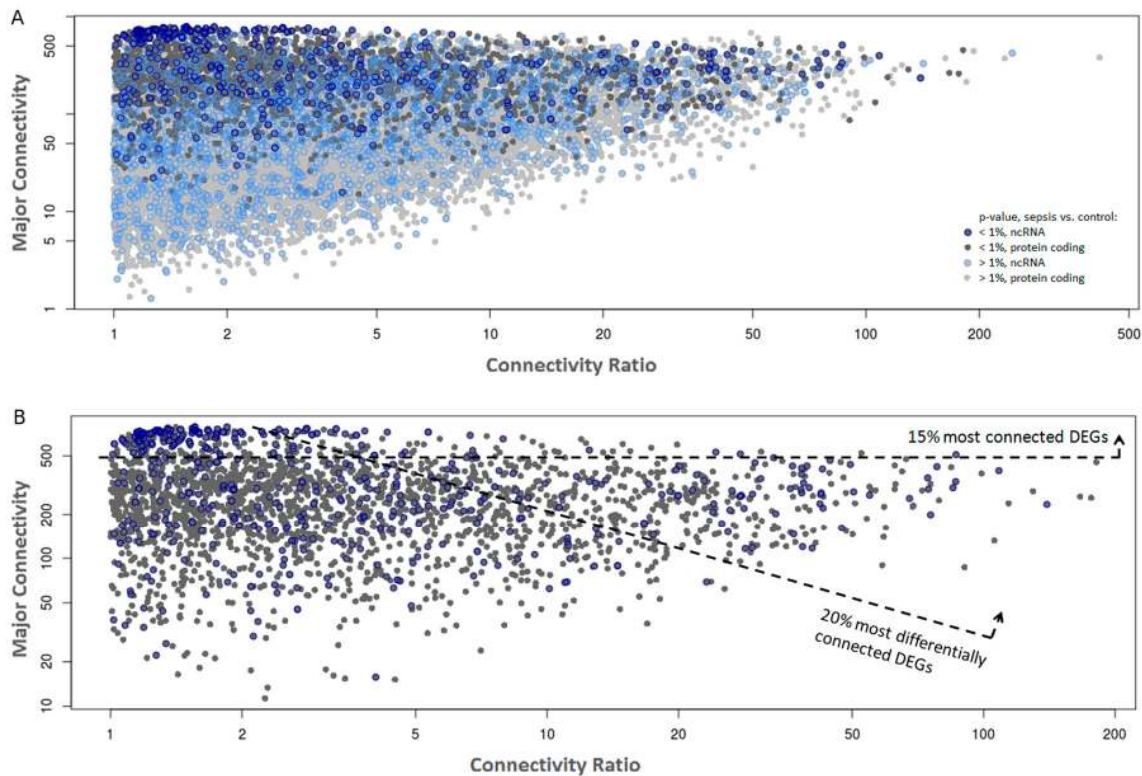 A
500
50
10
5
1
Major Connectivity
p-value, sepsis vs. control:
< 1%, ncRNA
< 1%, protein coding
> 1%, ncRNA
> 1%, protein coding
1 2 5 10 20 50 100 200 500
Connectivity Ratio
B
500
200
100
50
20
10
Major Connectivity
15% most connected DEGs
20% most differentially
connected DEGs
1 2 5 10 20 50 100 200
Connectivity Ratio